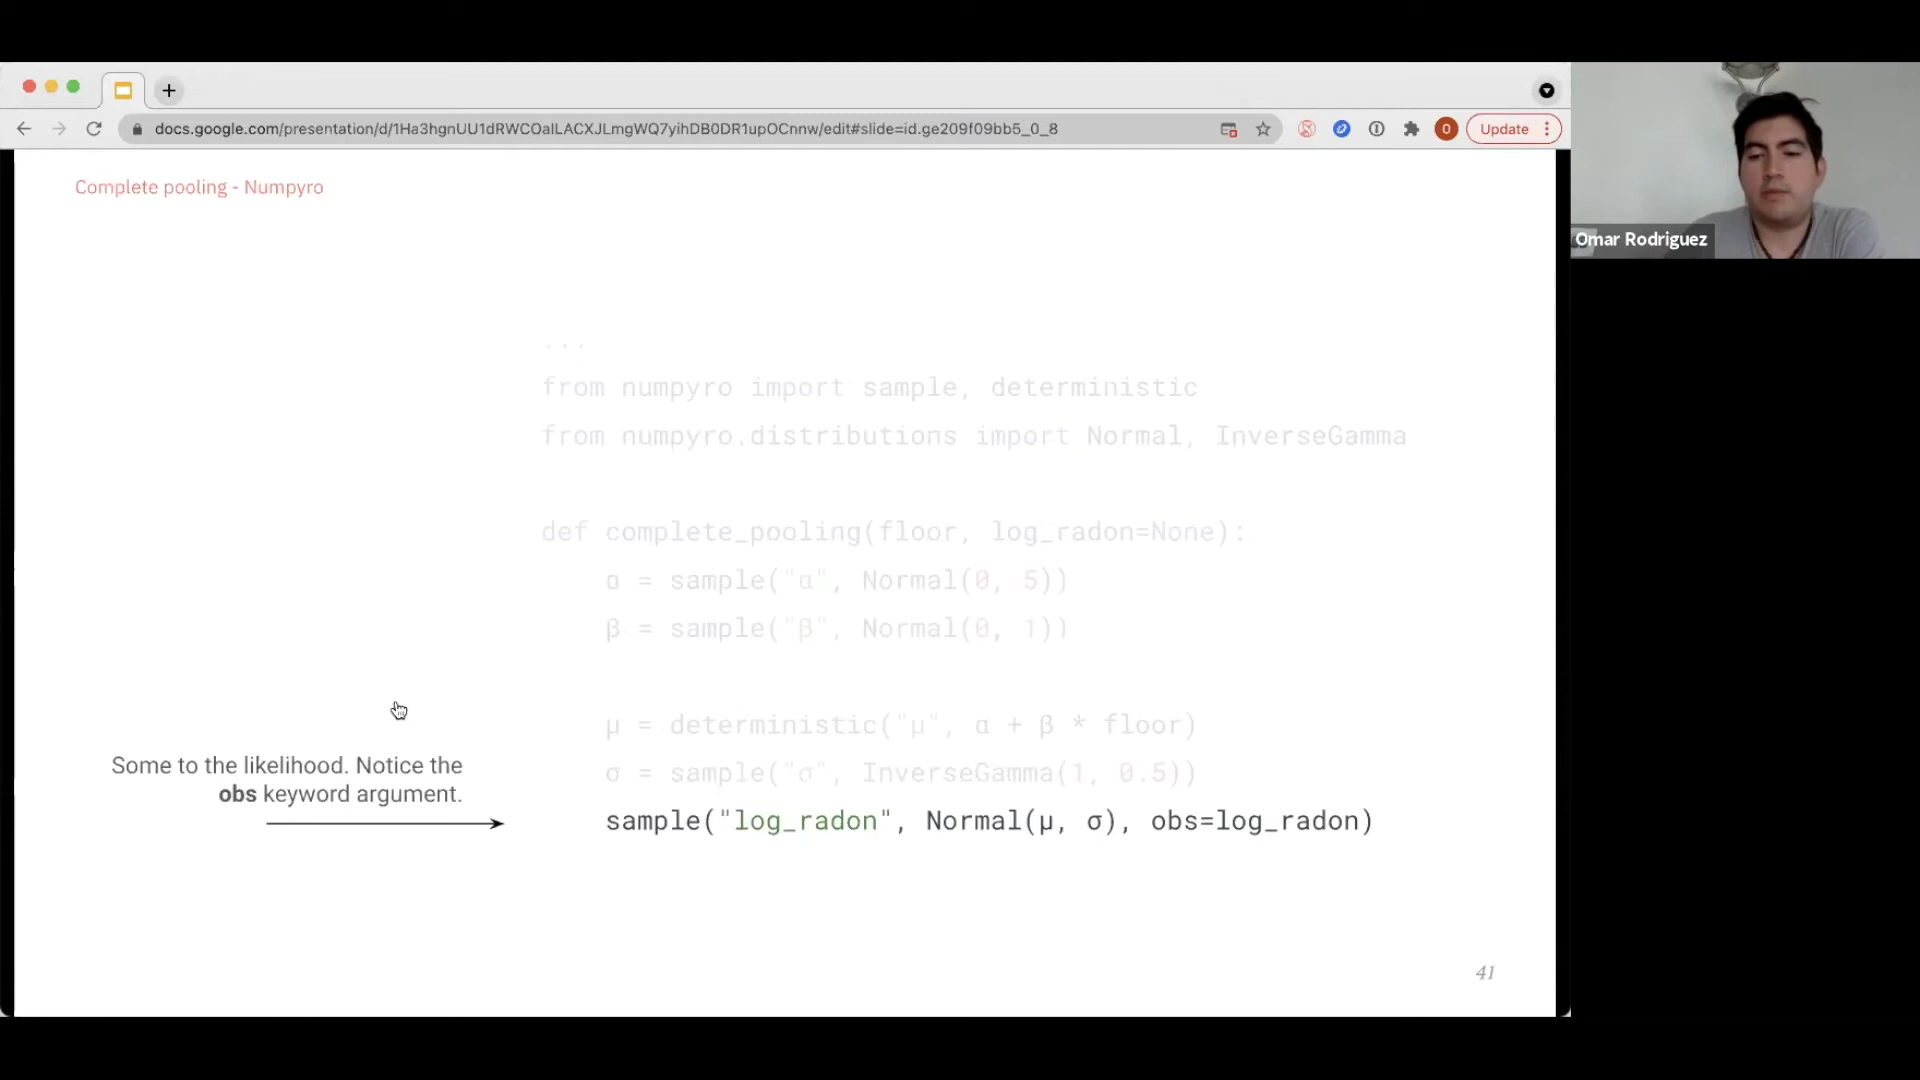 docs.google.com/presentation/d/1Ha3hgnUU1dRWCOalLACXJLmgWQ7yihDB0DR1upOCnnw/edit#slide=id.ge209f09bb5_0_8
O
Update
Complete pooling - Numpyro
Omar Rodriguez
...
from numpyro import sample, deterministic
from numpyro.distributions import Normal, InverseGamma
def complete_pooling(floor, log_radon=None):
α = sample("α", Normal(0, 5))
β = sample("β", Normal(0, 1))
μ = deterministic("μ", α + β * floor)
σ = sample("σ", InverseGamma(1, 0.5))
Some to the likelihood. Notice the
obs keyword argument.
sample("log_radon", Normal(μ, σ), obs=log_radon)
41